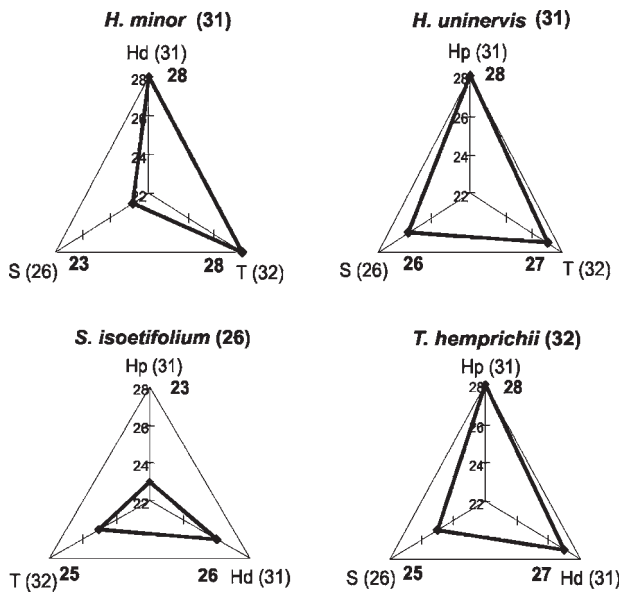 H. minor (31)
Hd (31)
28 28
26
24
22
S (26) 23 28 T (32)
H. uninervis (31)
Hp (31)
28 28
26
24
22
S (26) 26 27 T (32)
S. isoetifolium (26)
Hp (31)
28 23
26
24
22
T (32) 25 26 Hd (31)
T. hemprichii (32)
Hp (31)
28 28
26
24
22
S (26) 25 27 Hd (31)